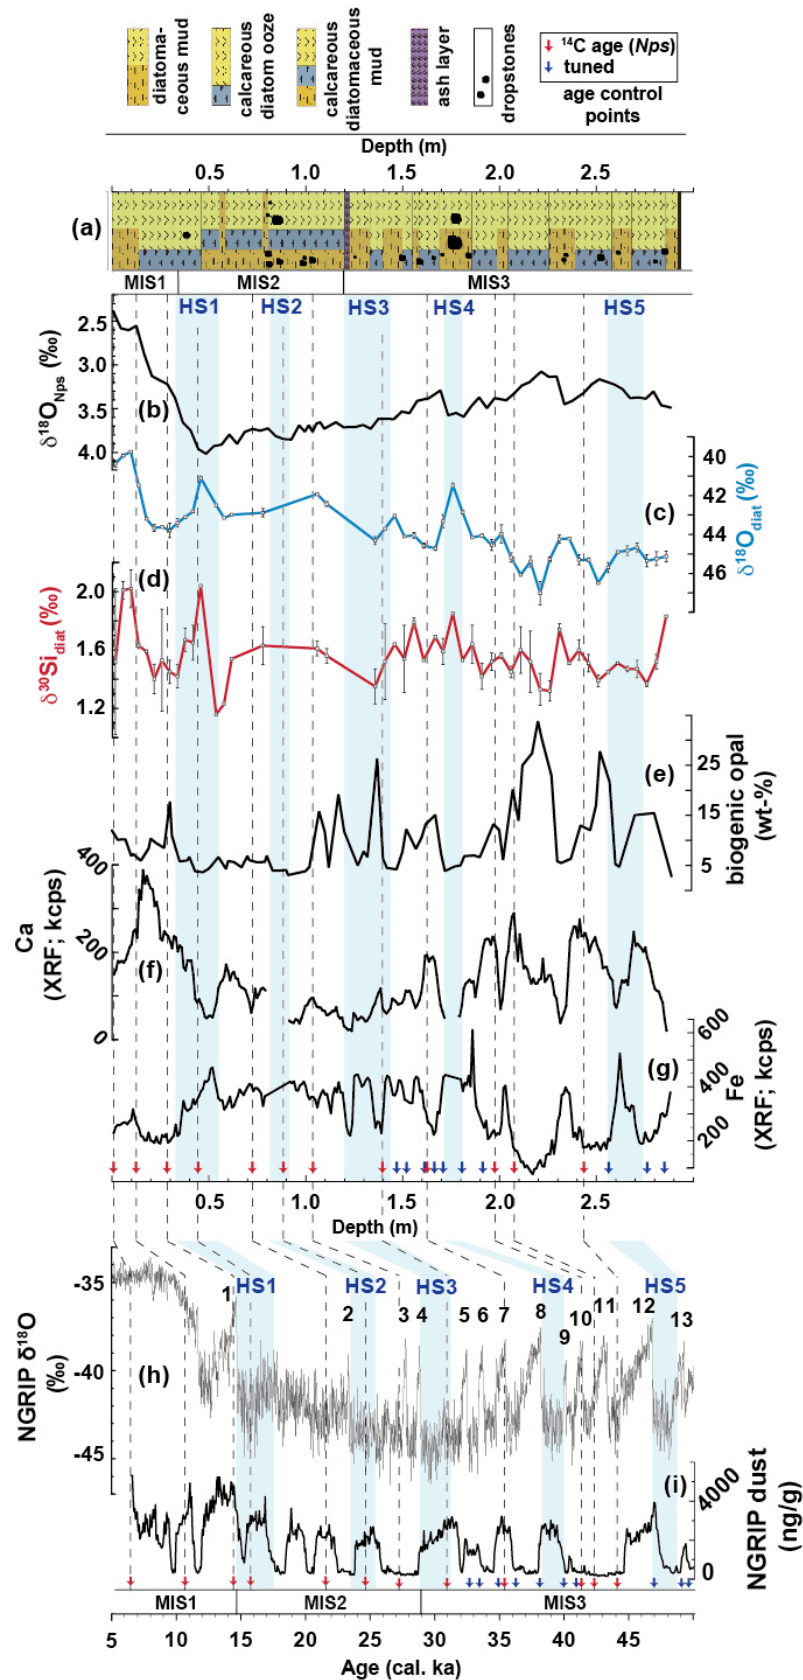 diatoma-
ceous mud
calcareous
diatom ooze
calcareous
diatomaceous
mud
ash layer
dropstones
¹⁴C age (Nps)
tuned
age control
points
Depth (m)
0.5 1.0 1.5 2.0 2.5
(a)
MIS1 MIS2 MIS3
HS1 HS2 HS3 HS4 HS5
δ¹⁸O_Nps (‰)
2.5
3.0
3.5
4.0
(b)
40
42
44
46
(c)
δ¹⁸O_diat (‰)
(d)
δ³⁰Si_diat (‰)
2.0
1.6
1.2
(e)
25
15
5
biogenic opal
(wt-%)
Ca
(XRF; kcps)
400
200
0
(f)
(g)
600
400
200
Fe
(XRF; kcps)
0.5 1.0 1.5 2.0 2.5
Depth (m)
HS1 HS2 HS3 HS4 HS5
1 2 3 4 5 6 7 8 9 10 11 12 13
NGRIP δ¹⁸O
(‰)
-35
-40
-45
(h)
(i)
4000
0
NGRIP dust
(ng/g)
MIS1 MIS2 MIS3
5 10 15 20 25 30 35 40 45
Age (cal. ka)